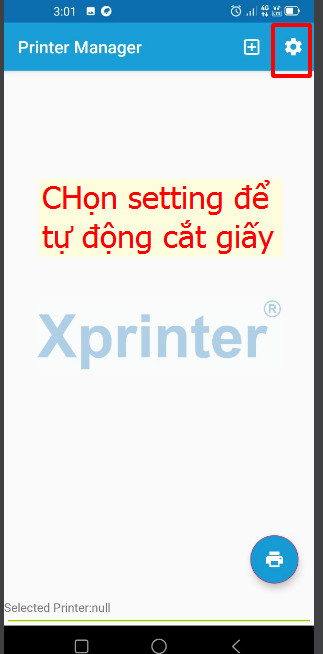 3:01
Printer Manager
CHọn setting để
tự động cắt giấy
Xprinter®
Selected Printer:null